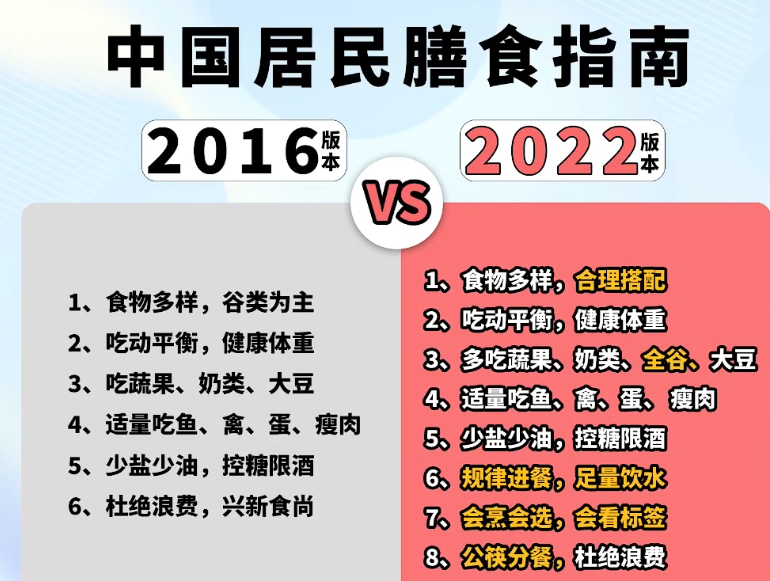 中国居民膳食指南
2016版本
2022版本
VS
1、食物多样，谷类为主
2、吃动平衡，健康体重
3、吃蔬果、奶类、大豆
4、适量吃鱼、禽、蛋、瘦肉
5、少盐少油，控糖限酒
6、杜绝浪费，兴新食尚
1、食物多样，合理搭配
2、吃动平衡，健康体重
3、多吃蔬果、奶类、全谷、大豆
4、适量吃鱼、禽、蛋、瘦肉
5、少盐少油，控糖限酒
6、规律进餐，足量饮水
7、会烹会选，会看标签
8、公筷分餐，杜绝浪费